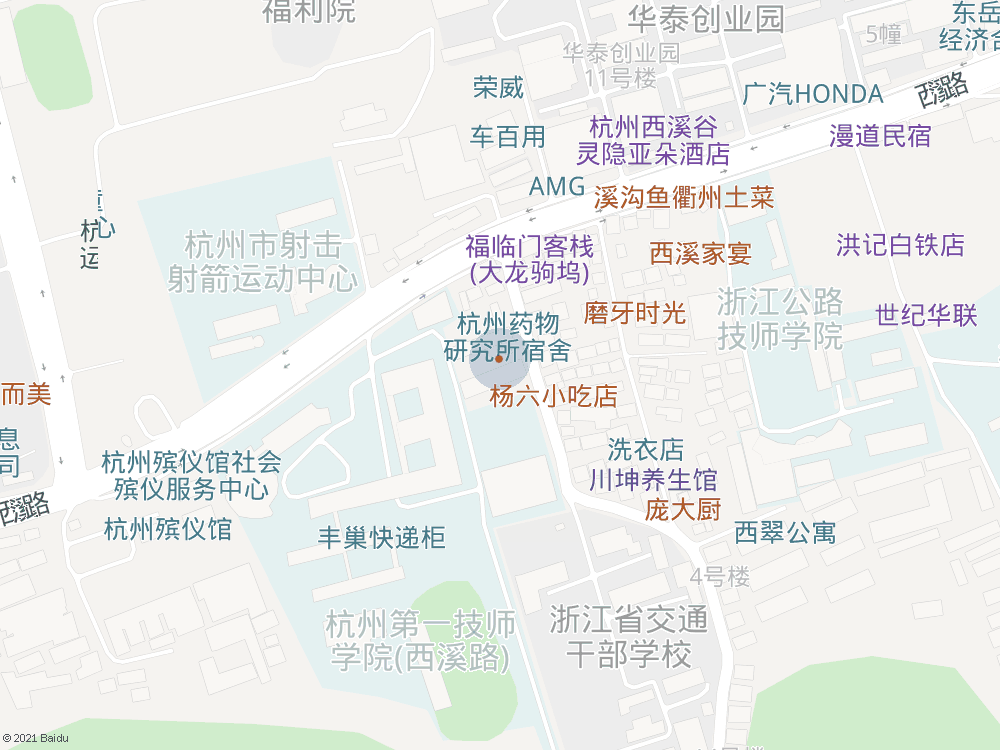 福利院
华泰创业园
东岳
经济合
5幢
华泰创业园
11号楼
荣威
广汽HONDA
西溪路
车百用
杭州西溪谷
灵隐亚朵酒店
漫道民宿
AMG
溪沟鱼衢州土菜
杭州市射击
射箭运动中心
福临门客栈
(大龙驹坞)
西溪家宴
洪记白铁店
浙江公路
技师学院
磨牙时光
世纪华联
杭州药物
研究所宿舍
而美
杨六小吃店
息
司
杭州殡仪馆社会
殡仪服务中心
洗衣店
川坤养生馆
庞大厨
西溪路
杭州殡仪馆
丰巢快递柜
西翠公寓
4号楼
杭州第一技师
学院(西溪路)
浙江省交通
干部学校
© 2021 Baidu